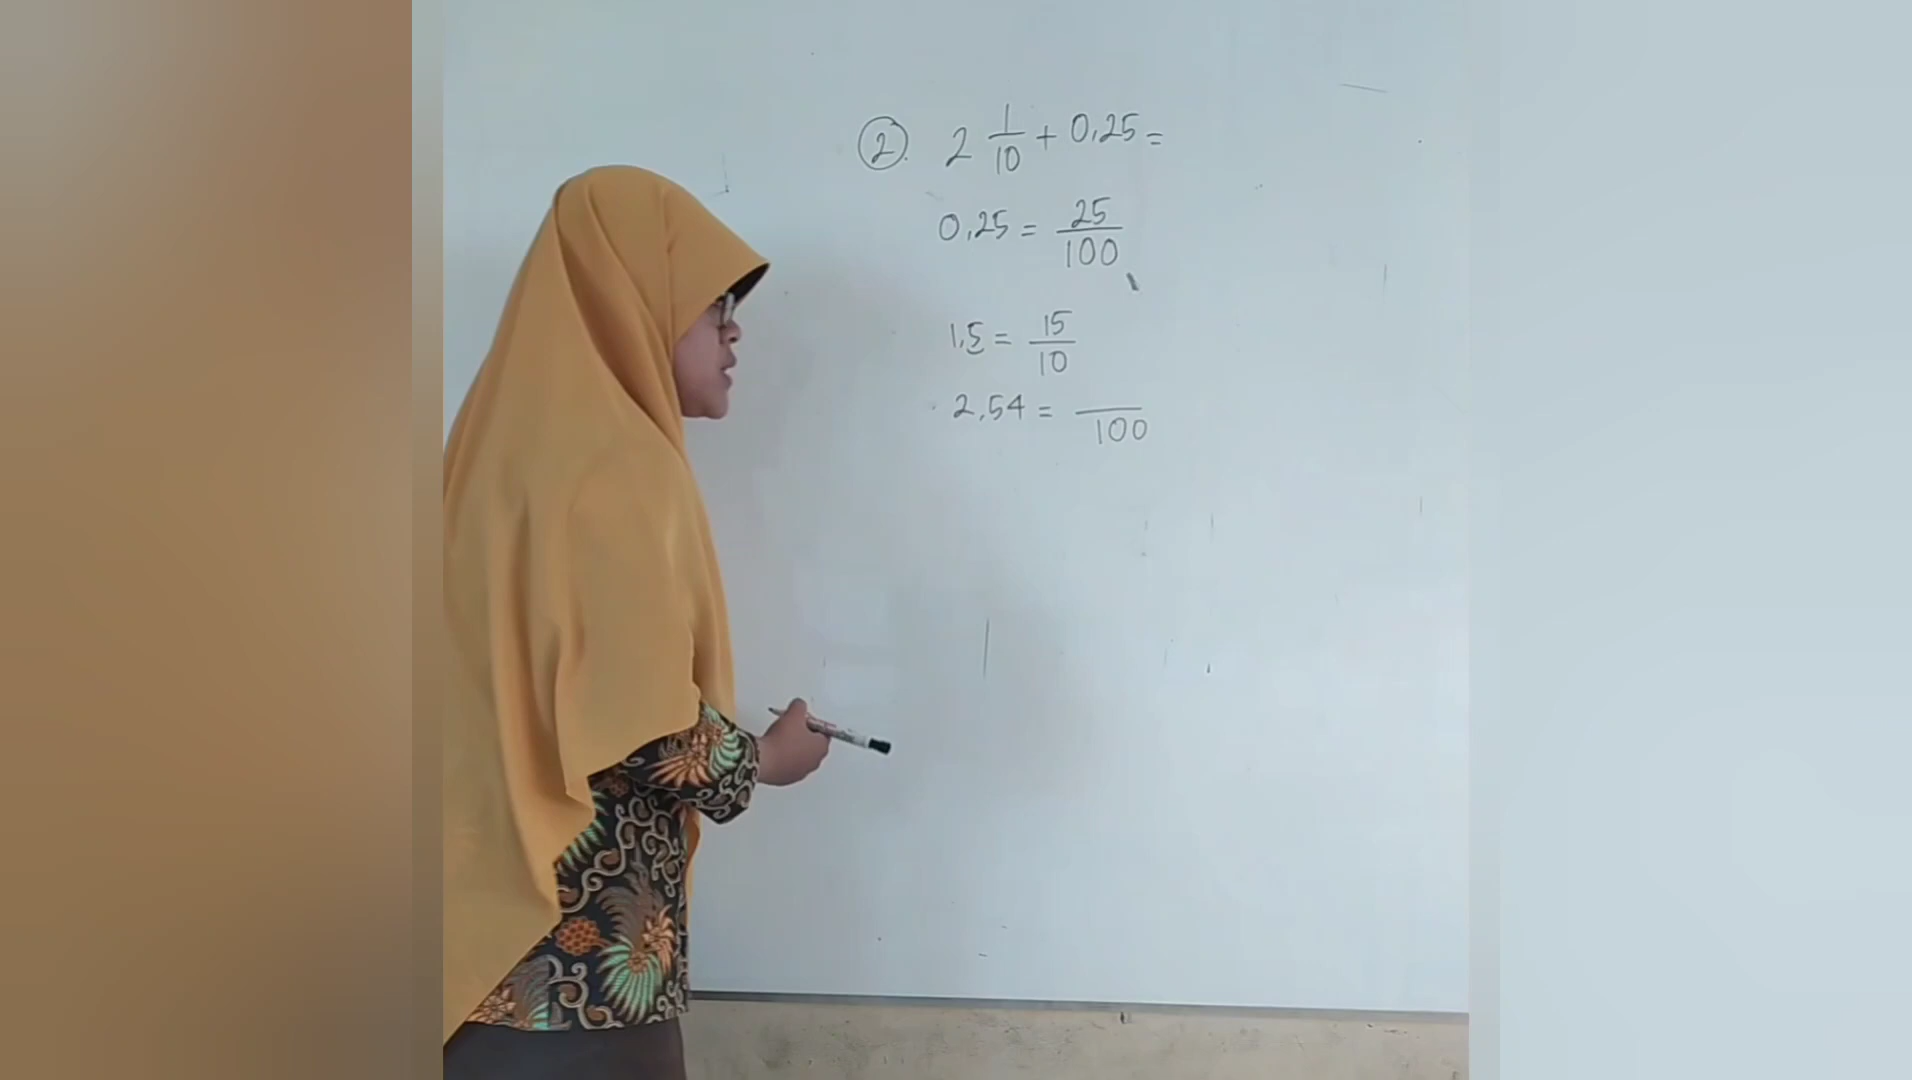 2. 2 1/10 + 0,25 =
0,25 = 25/100
1,5 = 15/10
2,54 = /100